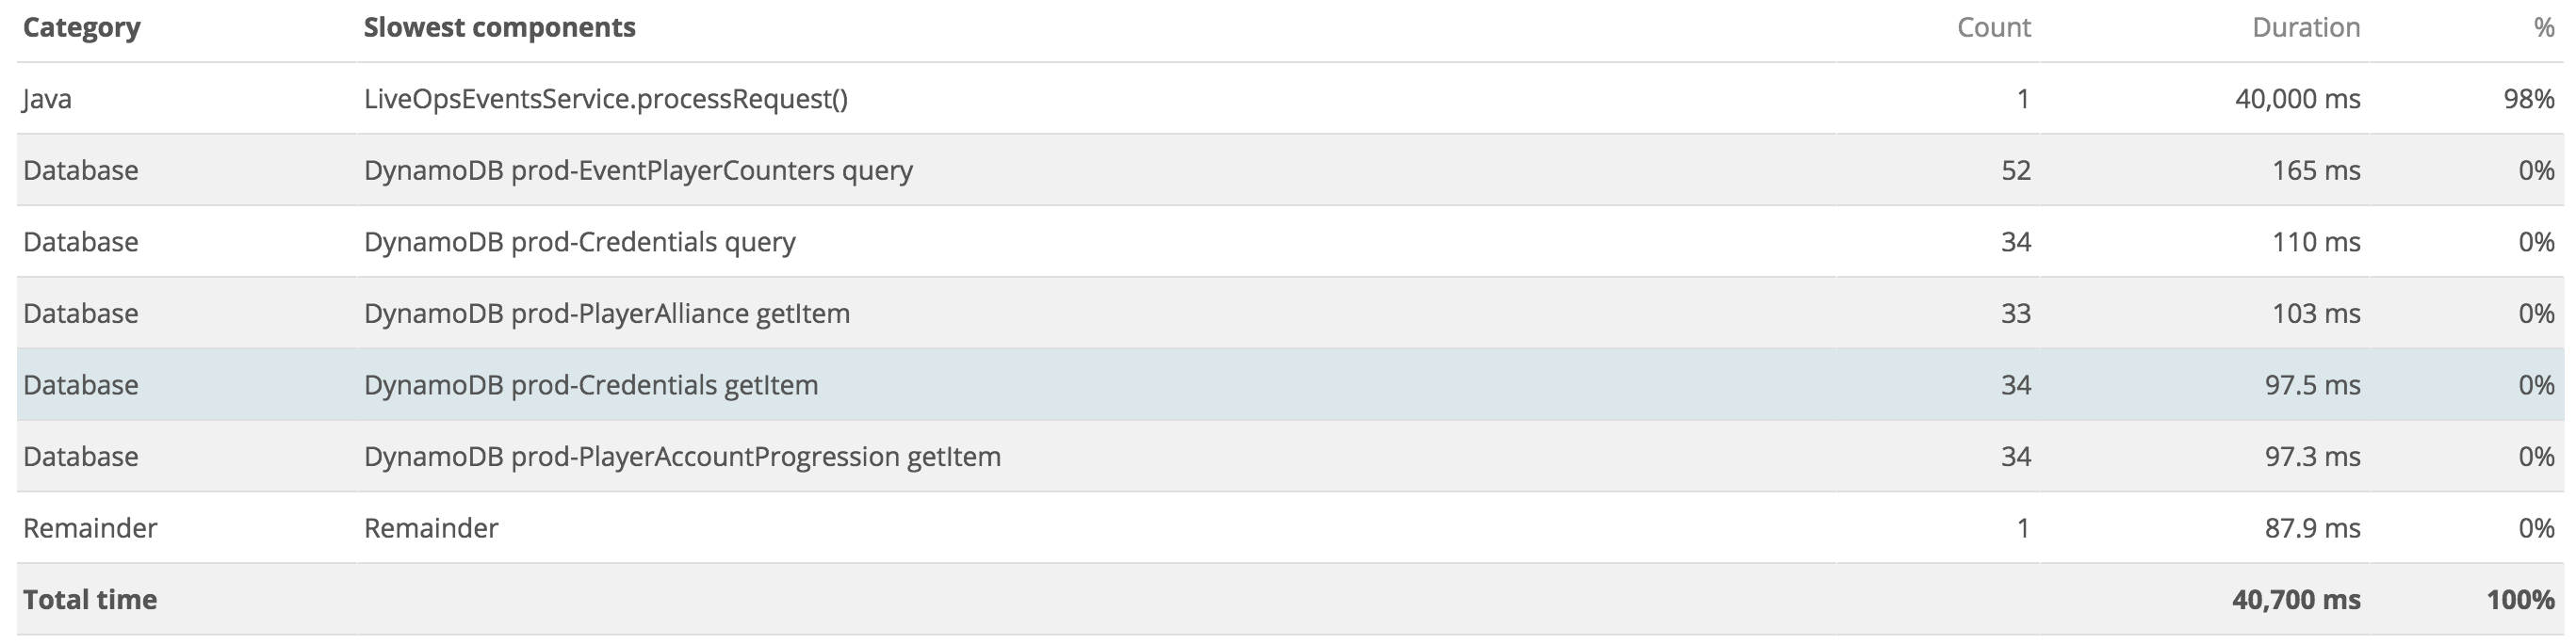 Category Slowest components Count Duration %
Java LiveOpsEventsService.processRequest() 1 40,000 ms 98%
Database DynamoDB prod-EventPlayerCounters query 52 165 ms 0%
Database DynamoDB prod-Credentials query 34 110 ms 0%
Database DynamoDB prod-PlayerAlliance getItem 33 103 ms 0%
Database DynamoDB prod-Credentials getItem 34 97.5 ms 0%
Database DynamoDB prod-PlayerAccountProgression getItem 34 97.3 ms 0%
Remainder Remainder 1 87.9 ms 0%
Total time 40,700 ms 100%